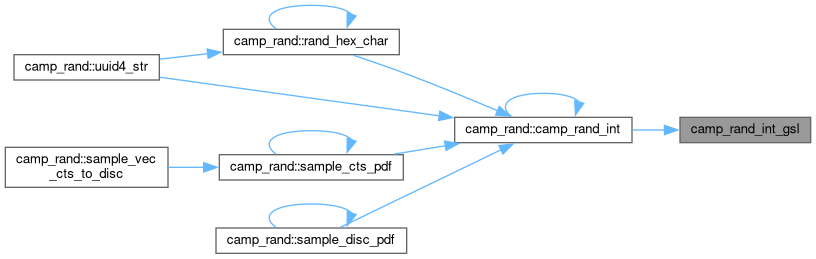 camp_rand::rand_hex_char
camp_rand::uuid4_str
camp_rand::camp_rand_int
camp_rand_int_gsl
camp_rand::sample_vec
_cts_to_disc
camp_rand::sample_cts_pdf
camp_rand::sample_disc_pdf